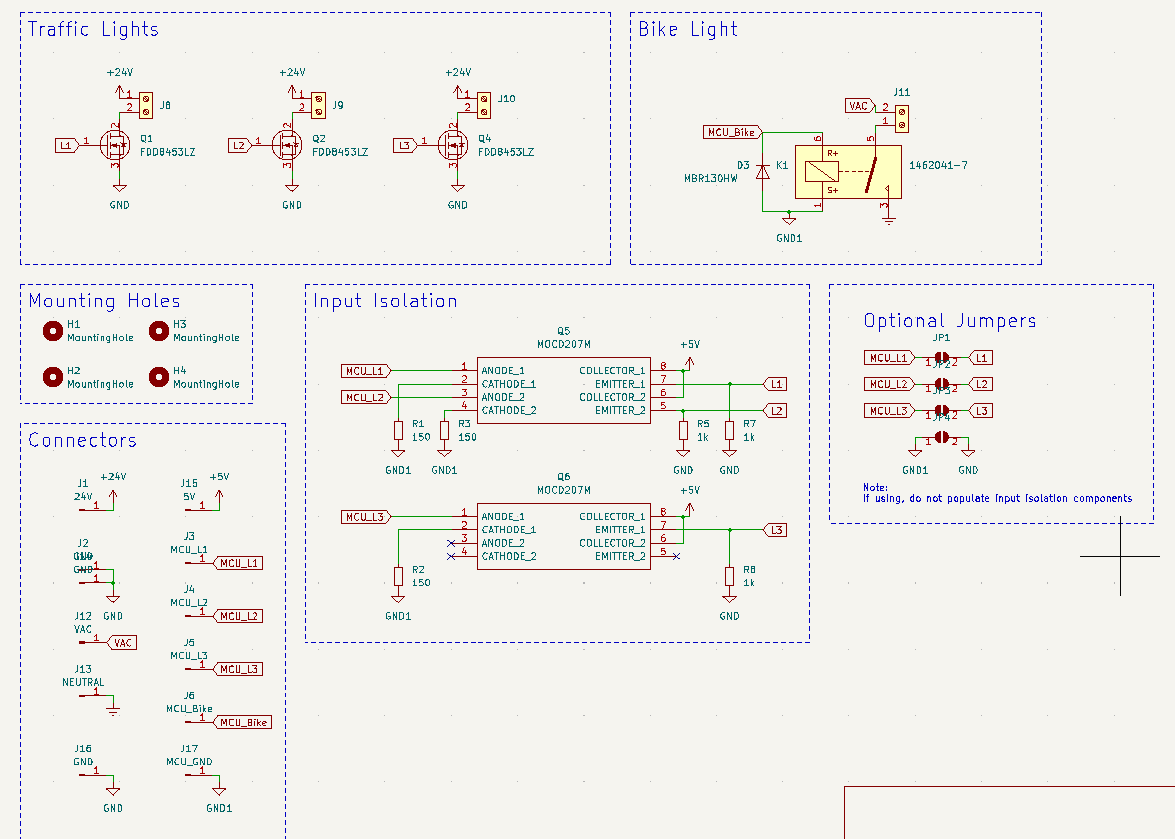 Traffic Lights
+24V
1
2
J8
L1
1
2
3
Q1
FDD8453LZ
GND
+24V
1
2
J9
L2
1
2
3
Q2
FDD8453LZ
GND
+24V
1
2
J10
L3
1
2
3
Q4
FDD8453LZ
GND
Bike Light
J11
VAC
2
1
MCU_Bike
6
5
D3
MBR130HW
K1
R+
S+
1462041-7
1
3
GND1
Mounting Holes
H1
MountingHole
H3
MountingHole
H2
MountingHole
H4
MountingHole
Input Isolation
Q5
MOCD207M
+5V
MCU_L1
1
ANODE_1
COLLECTOR_1
8
2
CATHODE_1
EMITTER_1
7
L1
MCU_L2
3
ANODE_2
COLLECTOR_2
6
4
CATHODE_2
EMITTER_2
5
L2
R1
150
R3
150
R5
1k
R7
1k
GND1
GND1
GND
GND
Q6
MOCD207M
+5V
MCU_L3
1
ANODE_1
COLLECTOR_1
8
2
CATHODE_1
EMITTER_1
7
L3
3
ANODE_2
COLLECTOR_2
6
4
CATHODE_2
EMITTER_2
5
R2
150
R8
1k
GND1
GND
Optional Jumpers
JP1
MCU_L1
1
2
L1
JP2
MCU_L2
1
2
L2
JP3
MCU_L3
1
2
L3
JP4
1
2
GND1
GND
Note:
If using, do not populate input isolation components
Connectors
J1
24V
1
+24V
J15
5V
1
+5V
J2
GND
1
1
GND
J3
MCU_L1
1
MCU_L1
J4
MCU_L2
1
MCU_L2
J12
VAC
1
VAC
J5
MCU_L3
1
MCU_L3
J13
NEUTRAL
1
J6
MCU_Bike
1
MCU_Bike
J16
GND
1
GND
J17
MCU_GND
1
GND1